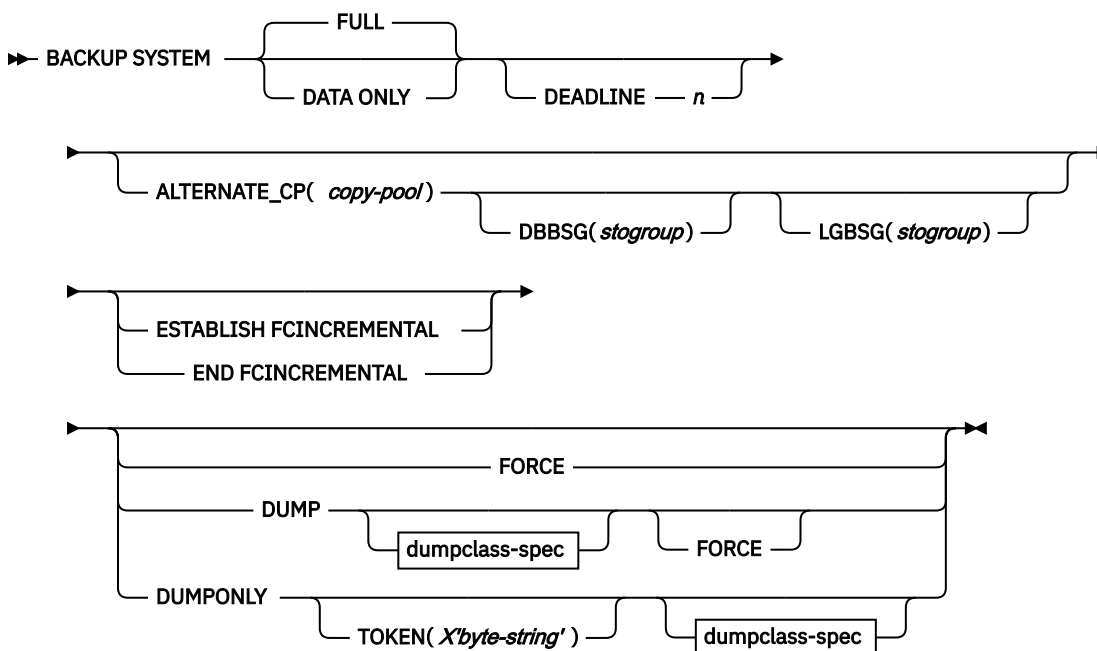 FULL
BACKUP SYSTEM
DATA ONLY
DEADLINE n
ALTERNATE_CP( copy-pool)
DBBSG( stogroup)
LGBSG( stogroup)
ESTABLISH FCINCREMENTAL
END FCINCREMENTAL
FORCE
DUMP
dumpclass-spec
FORCE
DUMPONLY
TOKEN( X'byte-string' )
dumpclass-spec